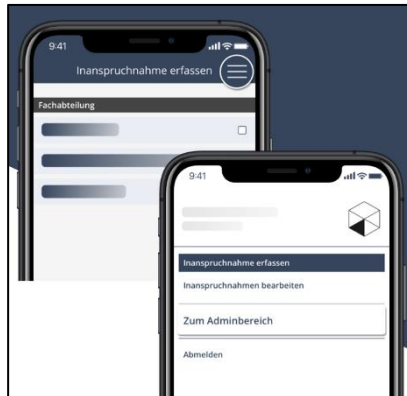 9:41
Inanspruchnahme erfassen
Fachabteilung
9:41
Inanspruchnahme erfassen
Inanspruchnahmen bearbeiten
Zum Adminbereich
Abmelden